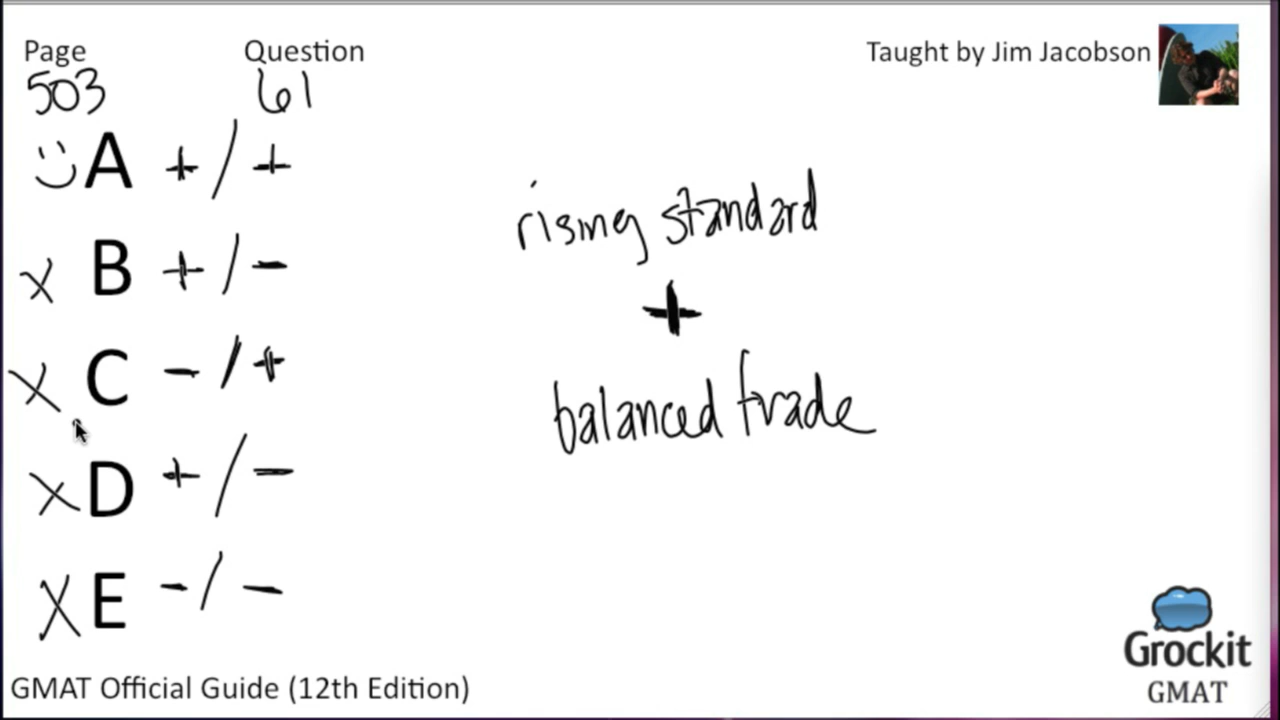 Page Question Taught by Jim Jacobson
503 61
A + / +
rising standard
X B + / -
+
X C - / +
balanced trade
X D + / -
X E - / -
Grockit
GMAT
GMAT Official Guide (12th Edition)